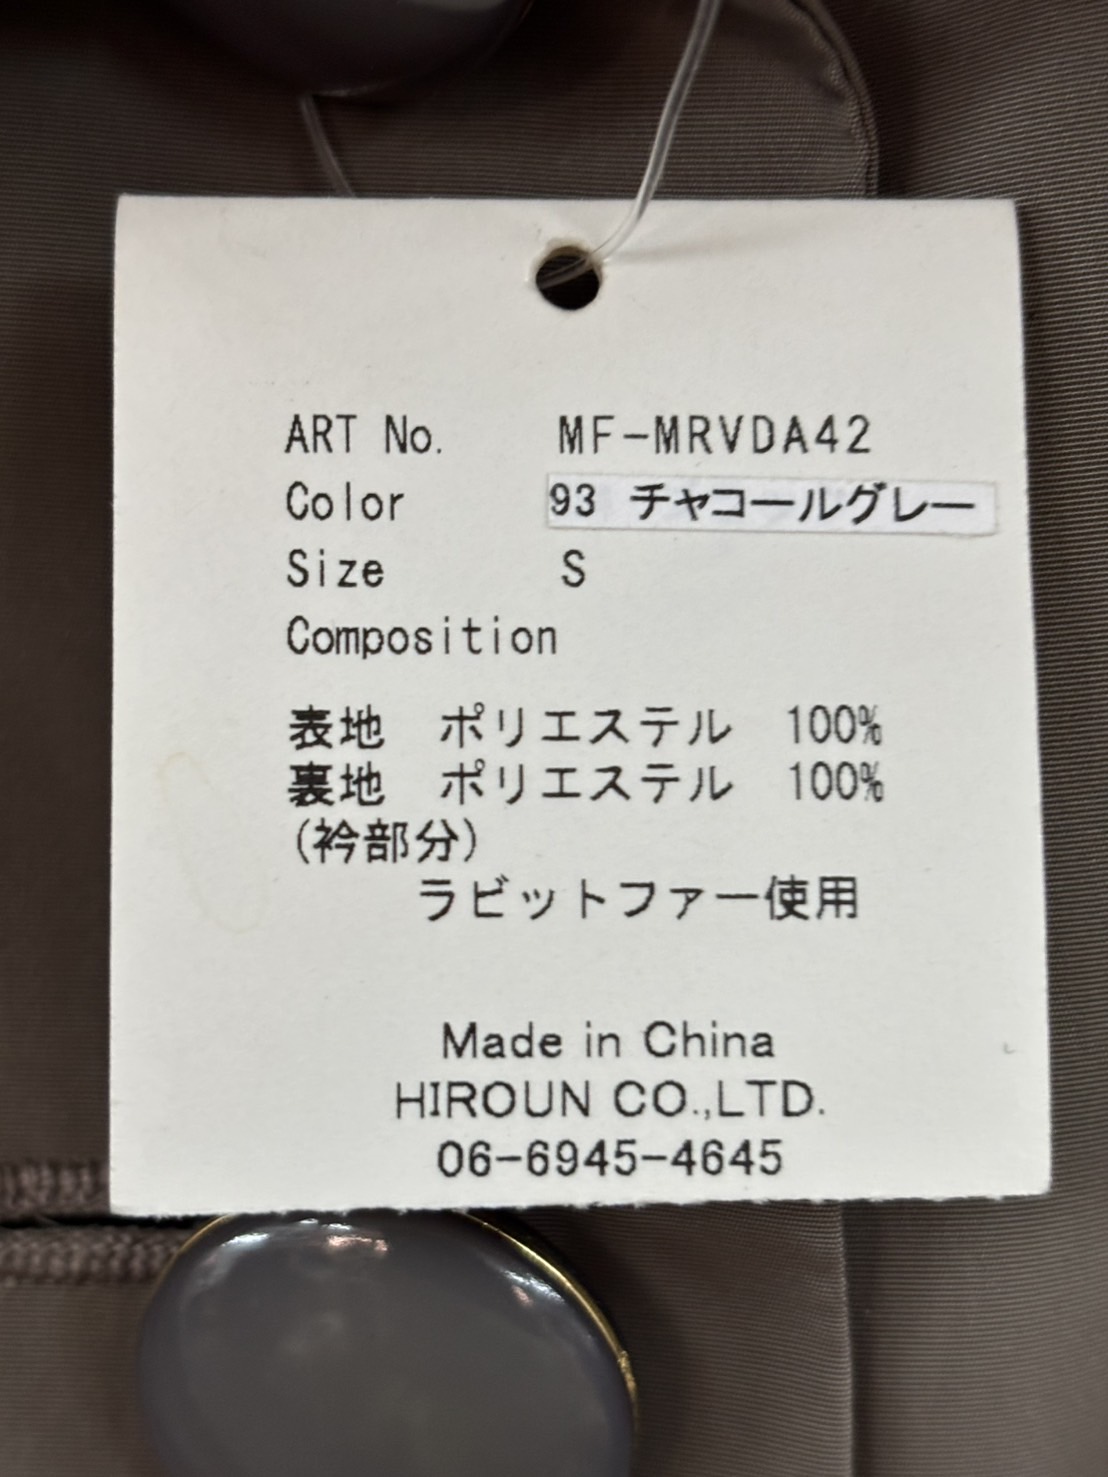 ART No. MF-MRVDA42
Color 93 チャコールグレー
Size S
Composition
表地 ポリエステル 100%
裏地 ポリエステル 100%
(衿部分)
ラビットファー使用
Made in China
HIROUN CO.,LTD.
06-6945-4645